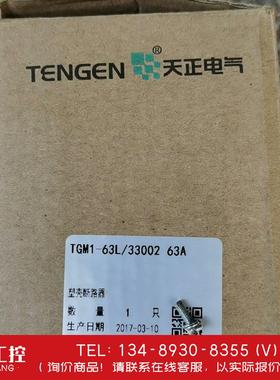 TENGEN®天正电气
TGM1-63L/33002 63A
塑壳断路器
数 量 1 只
生产日期 2017-03-10
工控
ANG
TEL: 134-8930-8355 (V)
( 询价商品! 请联系在线客服, 以实际报价